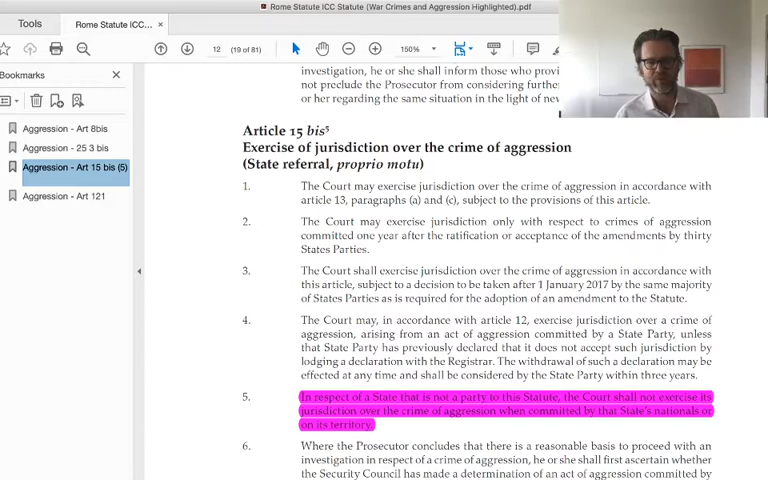 Rome Statute ICC Statute (War Crimes and Aggression Highlighted).pdf
Tools
Rome Statute ICC... ×
12 (19 of 81)
150%
Bookmarks
Aggression - Art 8bis
Aggression - 25 3 bis
Aggression - Art 15 bis (5)
Aggression - Art 121
investigation, he or she shall inform those who provi
not preclude the Prosecutor from considering further
or her regarding the same situation in the light of new
Article 15 bis⁵
Exercise of jurisdiction over the crime of aggression
(State referral, proprio motu)
1. The Court may exercise jurisdiction over the crime of aggression in accordance with
article 13, paragraphs (a) and (c), subject to the provisions of this article.
2. The Court may exercise jurisdiction only with respect to crimes of aggression
committed one year after the ratification or acceptance of the amendments by thirty
States Parties.
3. The Court shall exercise jurisdiction over the crime of aggression in accordance with
this article, subject to a decision to be taken after 1 January 2017 by the same majority
of States Parties as is required for the adoption of an amendment to the Statute.
4. The Court may, in accordance with article 12, exercise jurisdiction over a crime of
aggression, arising from an act of aggression committed by a State Party, unless
that State Party has previously declared that it does not accept such jurisdiction by
lodging a declaration with the Registrar. The withdrawal of such a declaration may be
effected at any time and shall be considered by the State Party within three years.
5. In respect of a State that is not a party to this Statute, the Court shall not exercise its
jurisdiction over the crime of aggression when committed by that State's nationals or
on its territory.
6. Where the Prosecutor concludes that there is a reasonable basis to proceed with an
investigation in respect of a crime of aggression, he or she shall first ascertain whether
the Security Council has made a determination of an act of aggression committed by